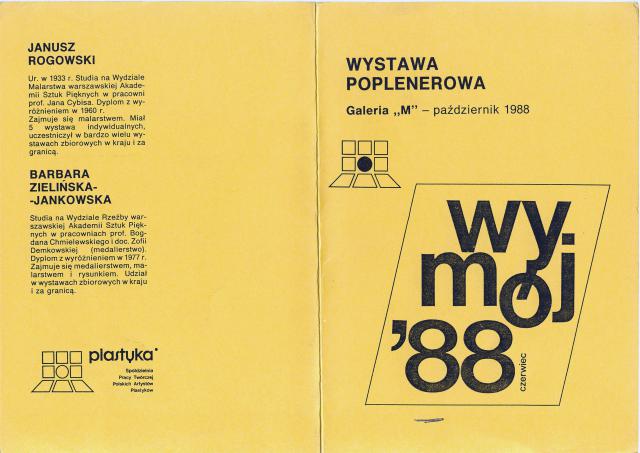 JANUSZ
ROGOWSKI
Ur. w 1933 r. Studia na Wydziale
Malarstwa warszawskiej Akade-
mii Sztuk Pięknych w pracowni
prof. Jana Cybisa. Dyplom z wy-
różnieniem w 1960 r.
Zajmuje się malarstwem. Miał
5 wystawa indywidualnych,
uczestniczył w bardzo wielu wy-
stawach zbiorowych w kraju i za
granicą.
BARBARA
ZIELIŃSKA-
-JANKOWSKA
Studia na Wydziale Rzeźby war-
szawskiej Akademii Sztuk Pięk-
nych w pracowniach prof. Bog-
dana Chmielewskiego i doc. Zofii
Demkowskiej (medalierstwo).
Dyplom z wyróżnieniem w 1977 r.
Zajmuje się medalierstwem, ma-
larstwem i rysunkiem. Udział
w wystawach zbiorowych w kraju
i za granicą.
plastyka
Spółdzielnia
Pracy Twórczej
Polskich Artystów
Plastyków
WYSTAWA
POPLENEROWA
Galeria „M" – październik 1988
wy
mój
'88
czerwiec